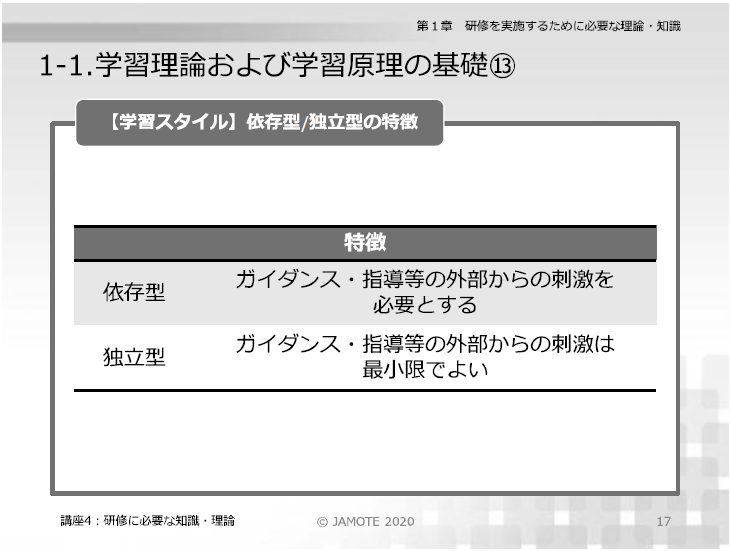 第１章　研修を実施するために必要な理論・知識
1-1.学習理論および学習原理の基礎⑬
【学習スタイル】依存型/独立型の特徴
特徴
依存型
ガイダンス・指導等の外部からの刺激を
必要とする
独立型
ガイダンス・指導等の外部からの刺激は
最小限でよい
講座4：研修に必要な知識・理論
© JAMOTE 2020
17